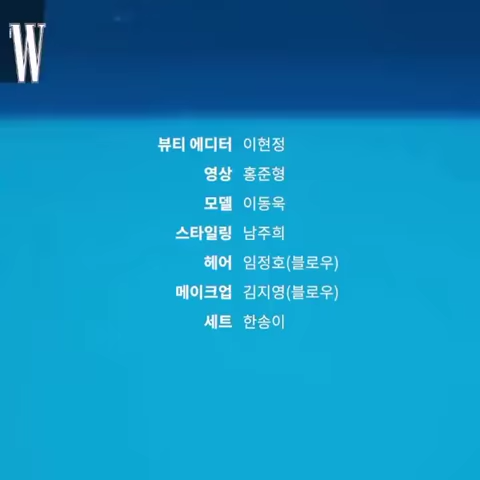 W
뷰티 에디터 이현정
영상 홍준형
모델 이동욱
스타일링 남주희
헤어 임정호(블로우)
메이크업 김지영(블로우)
세트 한송이